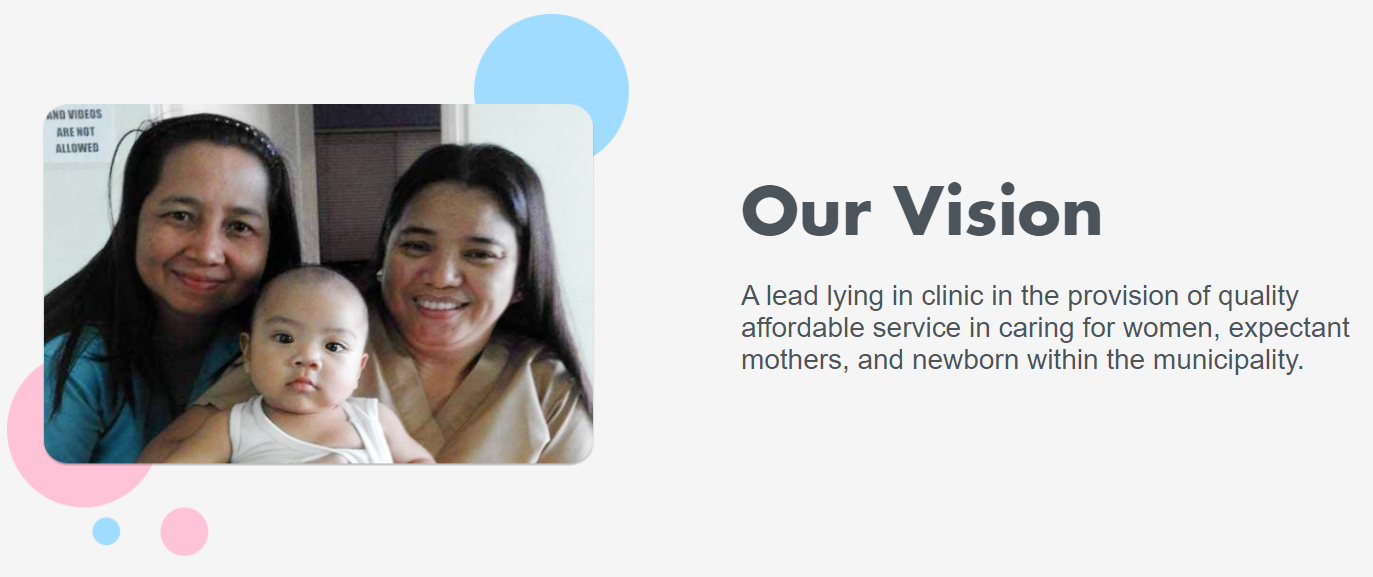 AND VIDEOS
ARE NOT
ALLOWED
Our Vision
A lead lying in clinic in the provision of quality
affordable service in caring for women, expectant
mothers, and newborn within the municipality.